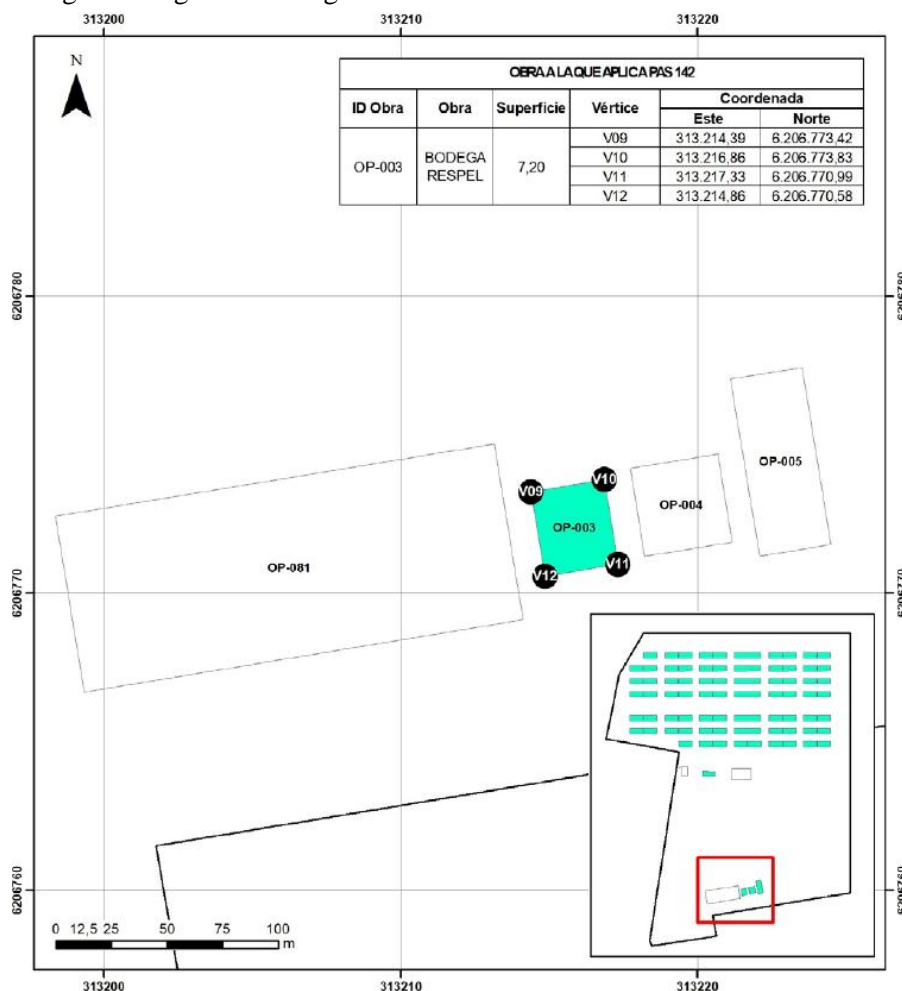 313200 313210 313220
N
OBRA A LA QUE APLICA PAS 142
ID Obra Obra Superficie Vértice Coordenada
Este Norte
OP-003 BODEGA RESPEL 7,20 V09 313.214,39 6.206.773,42
V10 313.216,86 6.206.773,83
V11 313.217,33 6.206.770,99
V12 313.214,86 6.206.770,58
6206780 6206780
OP-005
V10
V09
OP-004
OP-003
OP-081
V11
V12
6206770 6206770
6206760 6206760
0 12,5 25 50 75 100
m
313200 313210 313220